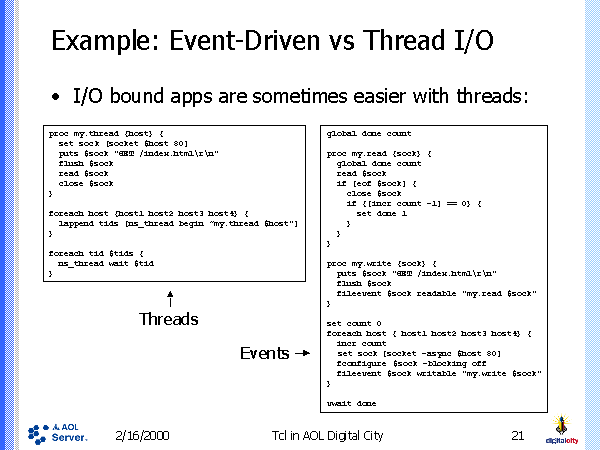 Example: Event-Driven vs Thread I/O
• I/O bound apps are sometimes easier with threads:
proc my.thread {host} {
set sock [socket $host 80]
puts $sock "GET /index.html\r\n"
flush $sock
read $sock
close $sock
}
foreach host {host1 host2 host3 host4} {
lappend tids [ns_thread begin "my.thread $host"]
}
foreach tid $tids {
ns_thread wait $tid
}
Threads
Events
global done count
proc my.read {sock} {
global done count
read $sock
if [eof $sock] {
close $sock
if {[incr count -1] == 0} {
set done 1
}
}
}
proc my.write {sock} {
puts $sock "GET /index.html\r\n"
flush $sock
fileevent $sock readable "my.read $sock"
}
set count 0
foreach host { host1 host2 host3 host4} {
incr count
set sock [socket -async $host 80]
fconfigure $sock -blocking off
fileevent $sock writable "my.write $sock"
}
vwait done
AOL
Server.
2/16/2000
Tcl in AOL Digital City
21
digitalcity